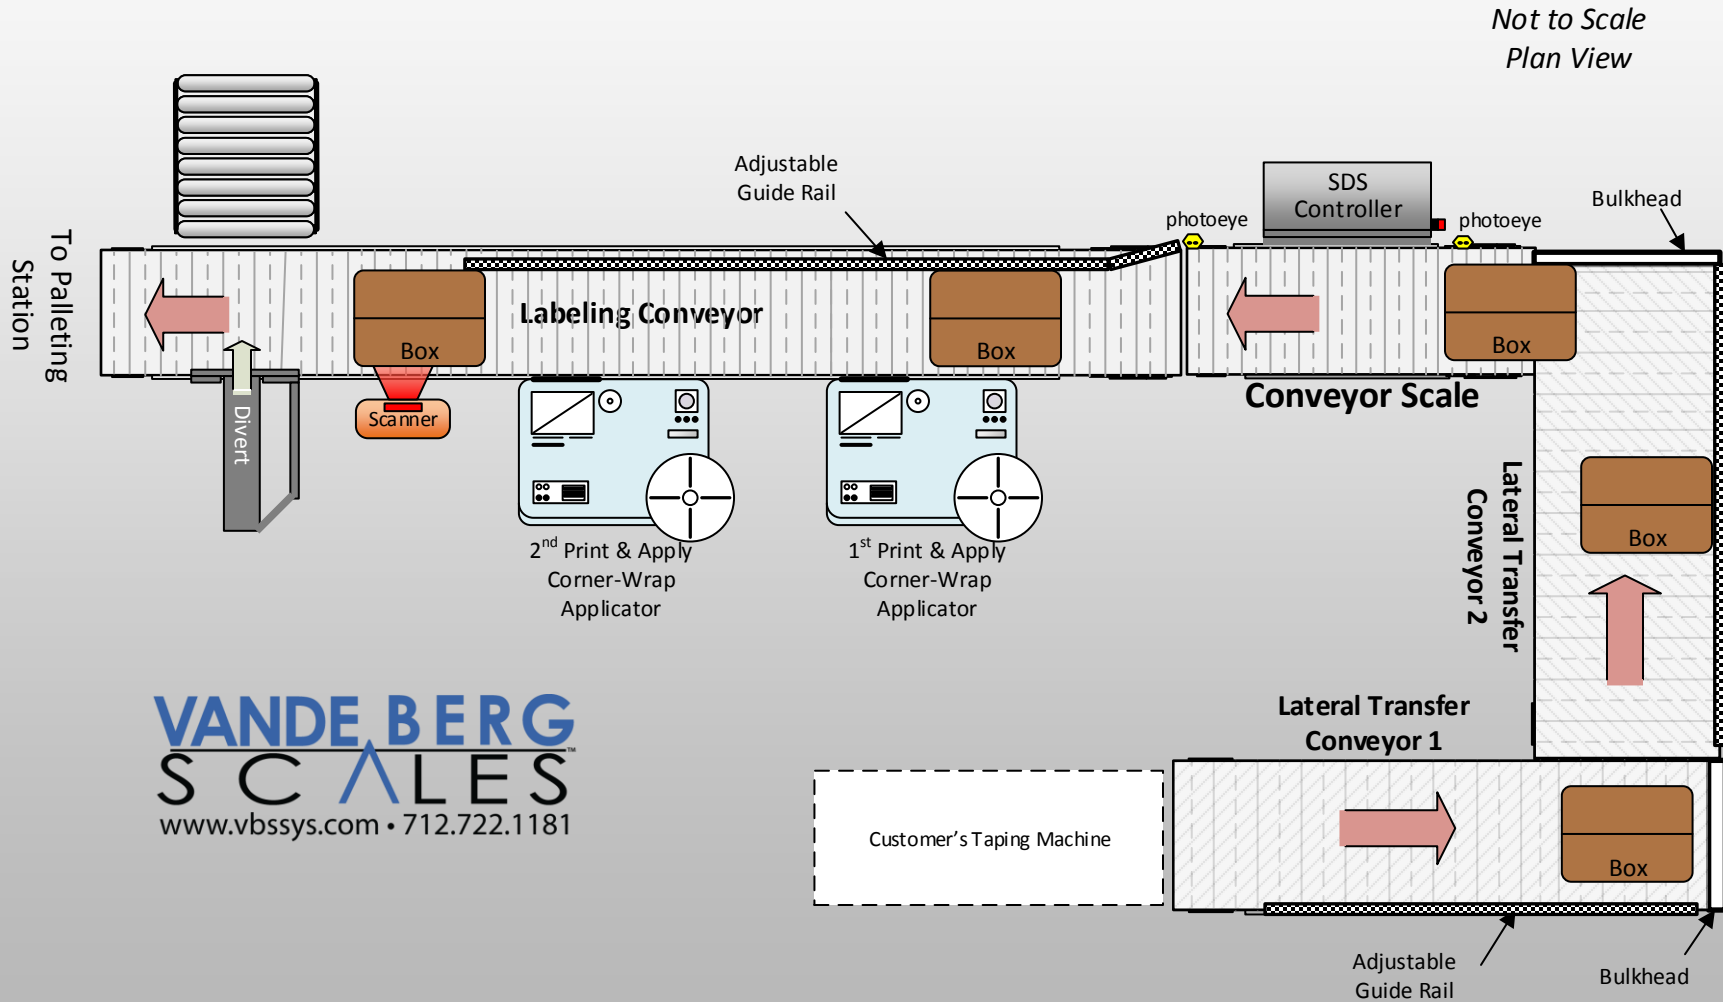 Not to Scale
Plan View
Adjustable
Guide Rail
photoeye
SDS
Controller
photoeye
Bulkhead
To Palleting
Station
Labeling Conveyor
Box
Box
Box
Conveyor Scale
Scanner
Divert
Lateral Transfer
Conveyor 2
Box
2nd Print & Apply
Corner-Wrap
Applicator
1st Print & Apply
Corner-Wrap
Applicator
VANDE BERG
SCALES™
www.vbssys.com • 712.722.1181
Lateral Transfer
Conveyor 1
Customer's Taping Machine
Box
Adjustable
Guide Rail
Bulkhead